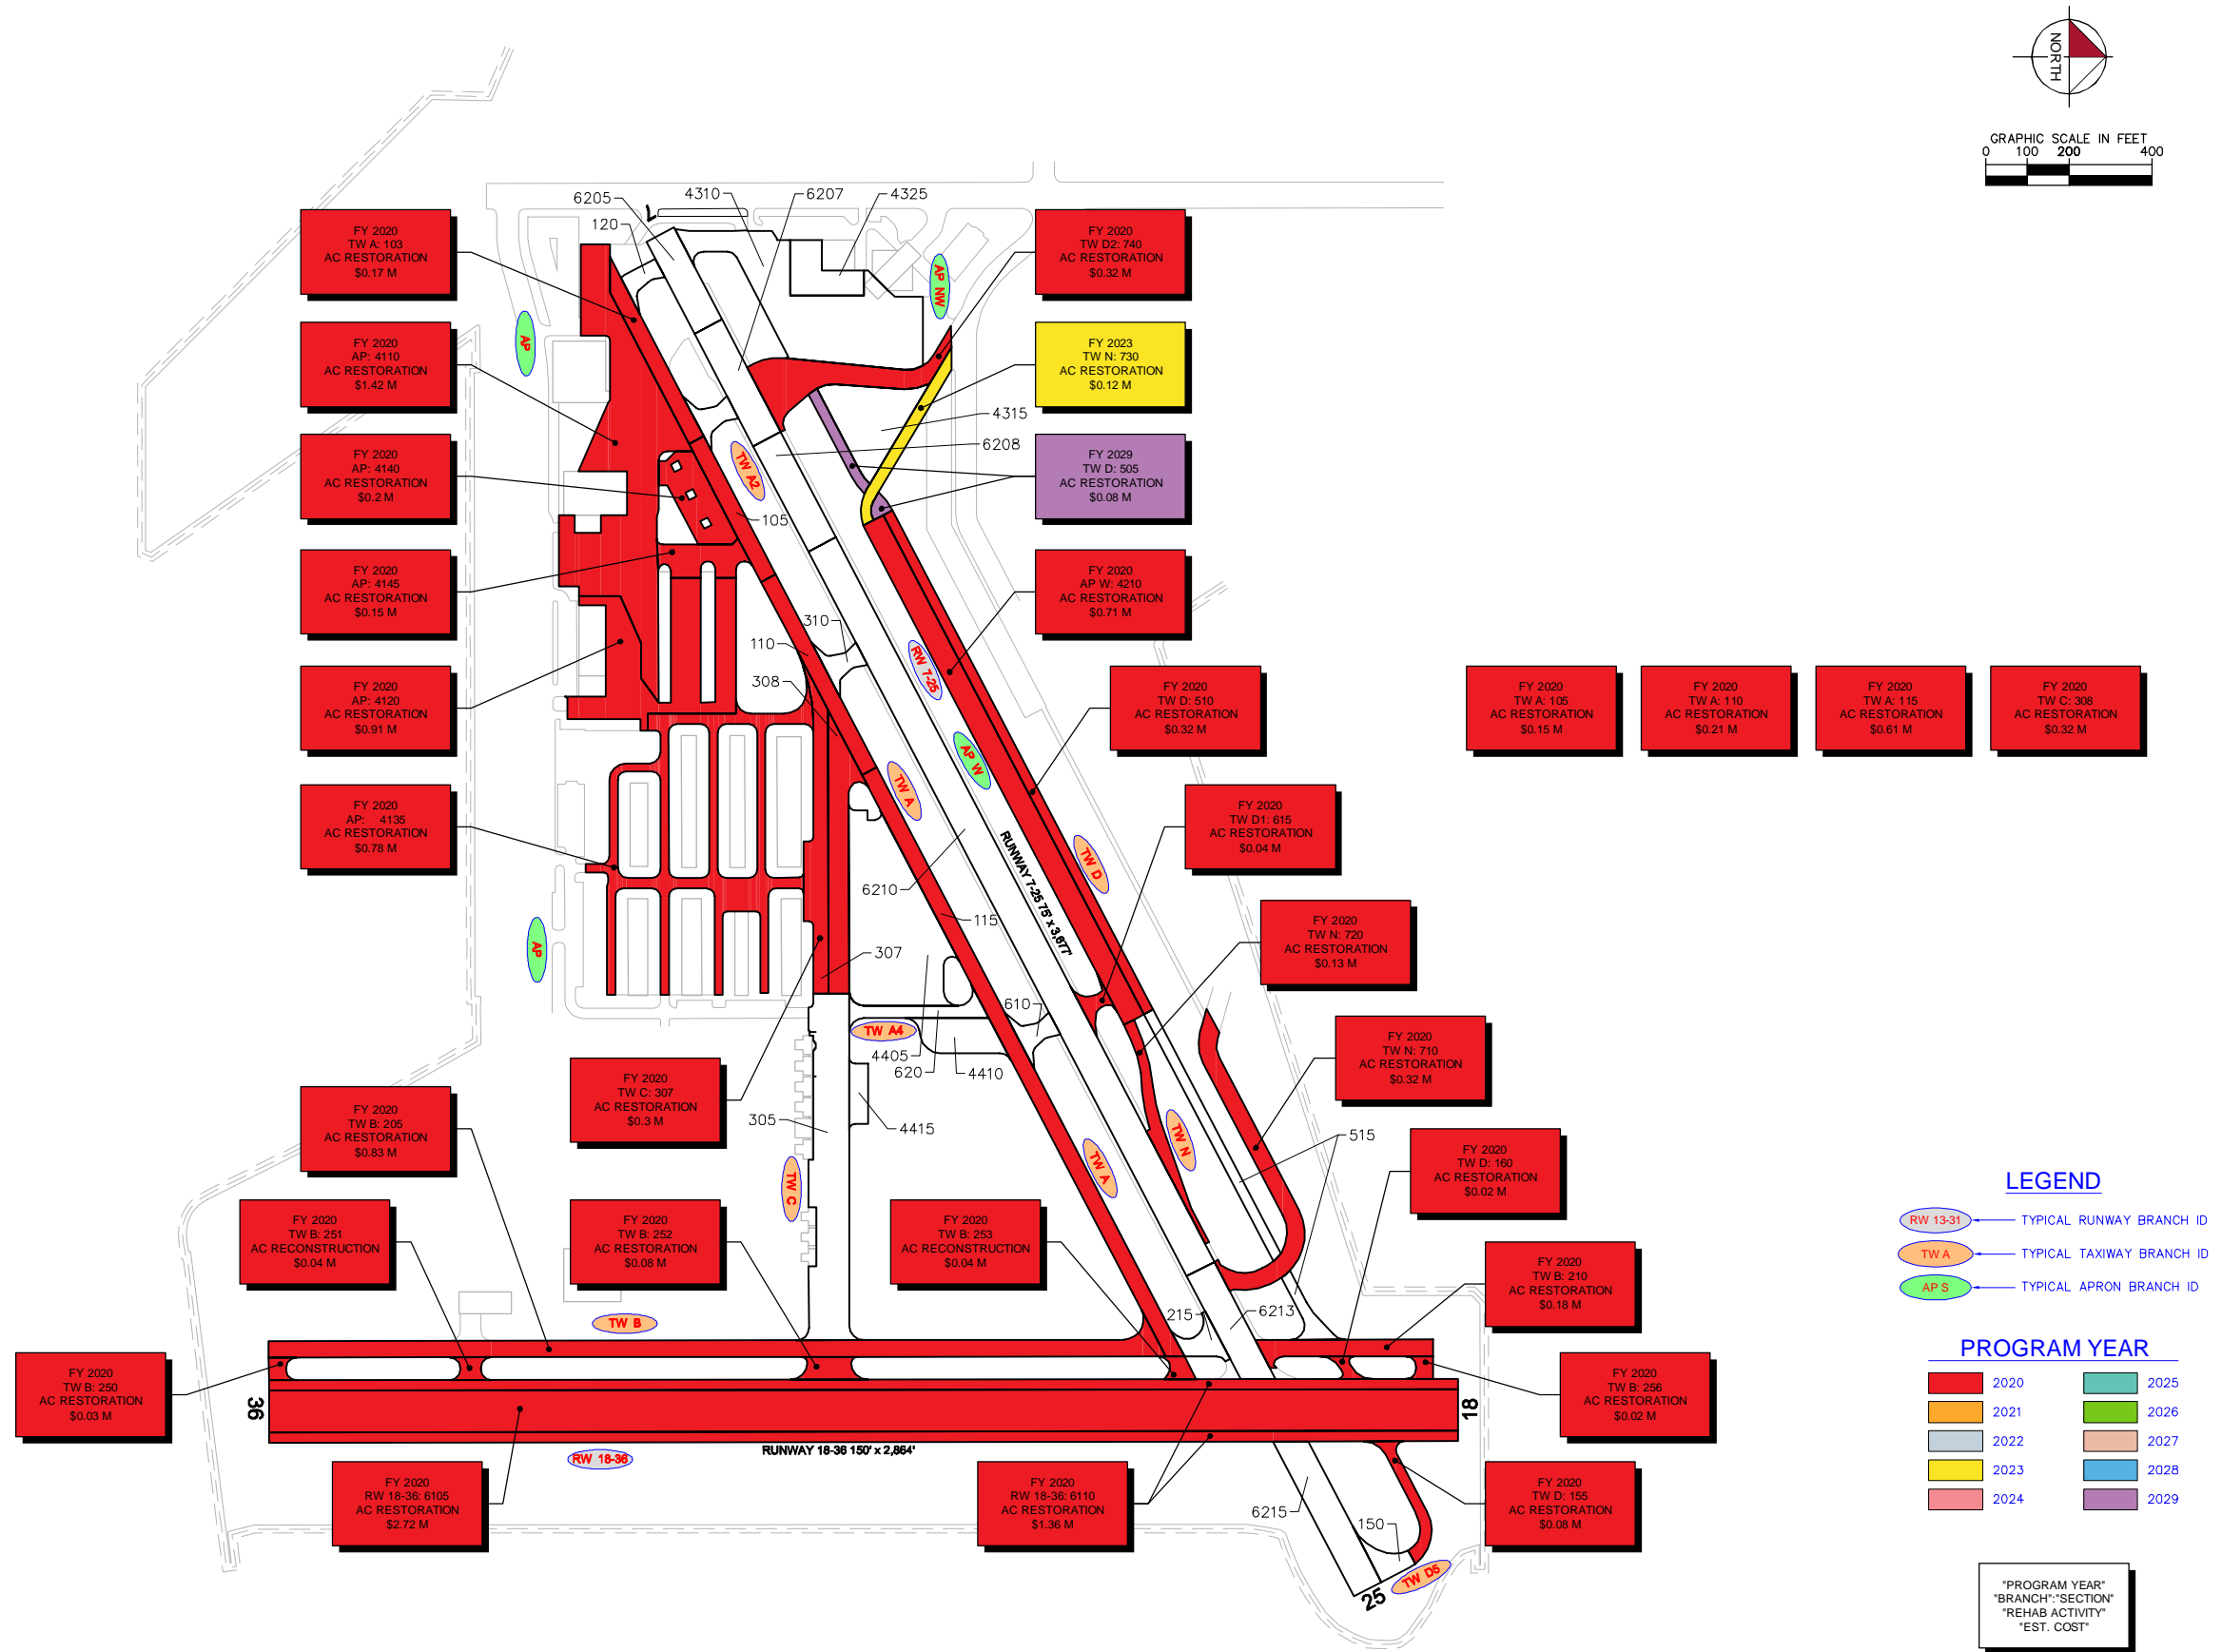 NORTH
GRAPHIC SCALE IN FEET
0 100 200 400
6205
4310
6207
4325
120
7
FY 2020
TW A: 103
AC RESTORATION
$0.17 M
FY 2020
TW D2: 740
AC RESTORATION
$0.32 M
AP NW
AP
FY 2020
AP: 4110
AC RESTORATION
$1.42 M
FY 2023
TW N: 730
AC RESTORATION
$0.12 M
4315
6208
FY 2020
AP: 4140
AC RESTORATION
$0.2 M
TW A2
FY 2029
TW D: 505
AC RESTORATION
$0.08 M
105
FY 2020
AP: 4145
AC RESTORATION
$0.15 M
FY 2020
AP W: 4210
AC RESTORATION
$0.71 M
310
110
308
RW 7-25
FY 2020
AP: 4120
AC RESTORATION
$0.91 M
FY 2020
TW D: 510
AC RESTORATION
$0.32 M
FY 2020
TW A: 105
AC RESTORATION
$0.15 M
FY 2020
TW A: 110
AC RESTORATION
$0.21 M
FY 2020
TW A: 115
AC RESTORATION
$0.61 M
FY 2020
TW C: 308
AC RESTORATION
$0.32 M
AP W
TW A
FY 2020
AP: 4135
AC RESTORATION
$0.78 M
FY 2020
TW D1: 615
AC RESTORATION
$0.04 M
RUNWAY 7-25 75' x 3,677'
TW D
6210
115
AP
307
FY 2020
TW N: 720
AC RESTORATION
$0.13 M
610
TW A4
4405
620
4410
FY 2020
TW N: 710
AC RESTORATION
$0.32 M
FY 2020
TW C: 307
AC RESTORATION
$0.3 M
305
4415
FY 2020
TW B: 205
AC RESTORATION
$0.83 M
TW N
515
TW A
TW C
FY 2020
TW D: 160
AC RESTORATION
$0.02 M
FY 2020
TW B: 251
AC RECONSTRUCTION
$0.04 M
FY 2020
TW B: 252
AC RESTORATION
$0.08 M
FY 2020
TW B: 253
AC RECONSTRUCTION
$0.04 M
FY 2020
TW B: 210
AC RESTORATION
$0.18 M
215
6213
TW B
FY 2020
TW B: 250
AC RESTORATION
$0.03 M
FY 2020
TW B: 256
AC RESTORATION
$0.02 M
36
18
RUNWAY 18-36 150' x 2,864'
RW 18-36
FY 2020
RW 18-36: 6105
AC RESTORATION
$2.72 M
FY 2020
RW 18-36: 6110
AC RESTORATION
$1.36 M
FY 2020
TW D: 155
AC RESTORATION
$0.08 M
6215
150
TW D5
25
LEGEND
RW 13-31 TYPICAL RUNWAY BRANCH ID
TW A TYPICAL TAXIWAY BRANCH ID
AP S TYPICAL APRON BRANCH ID
PROGRAM YEAR
2020 2025
2021 2026
2022 2027
2023 2028
2024 2029
"PROGRAM YEAR"
"BRANCH":"SECTION"
"REHAB ACTIVITY"
"EST. COST"